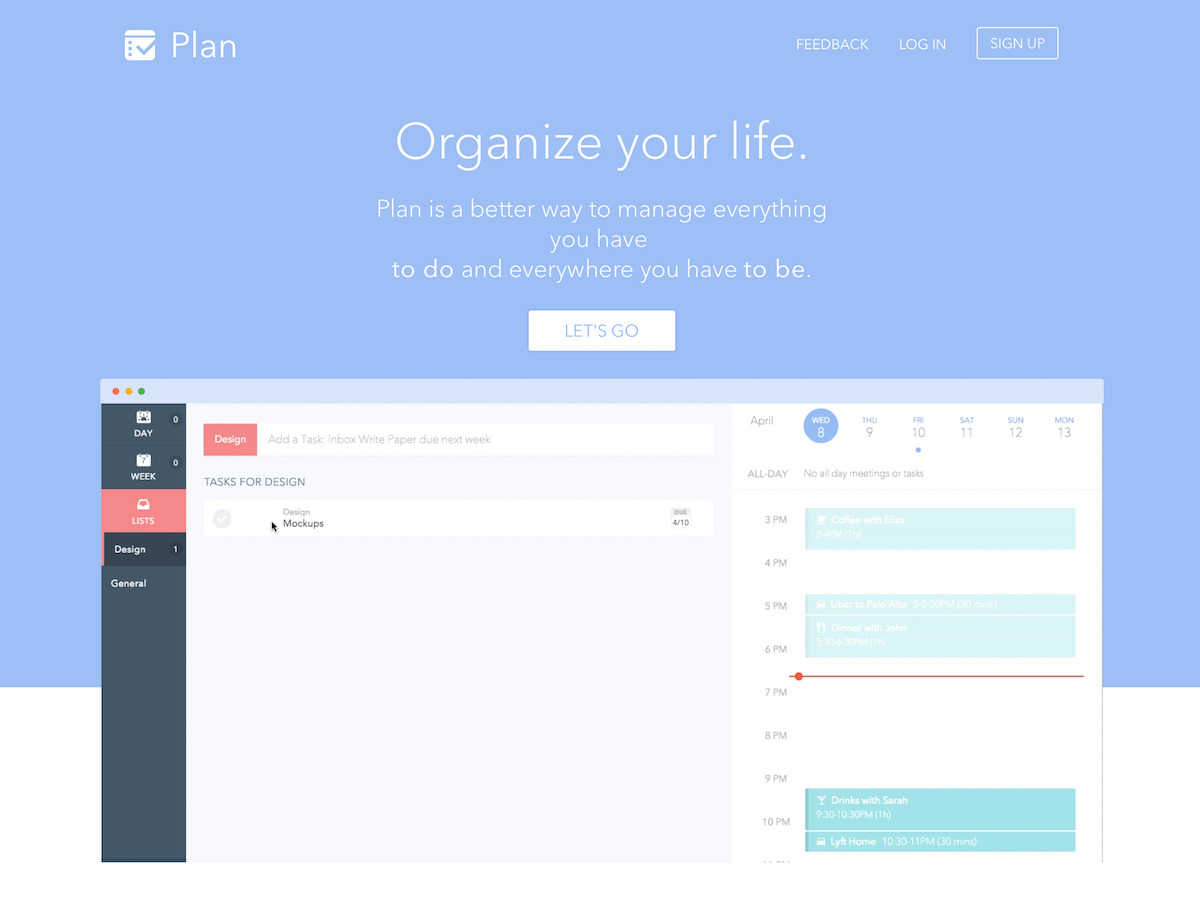 Plan
FEEDBACK
LOG IN
SIGN UP
Organize your life.
Plan is a better way to manage everything
you have
to do and everywhere you have to be.
LET'S GO
DAY
0
7
WEEK
0
LISTS
Design
1
General
Design
Add a Task: Inbox Write Paper due next week
TASKS FOR DESIGN
Design
Mockups
DUE
4/10
April
WED
8
THU
9
FRI
10
SAT
11
SUN
12
MON
13
ALL-DAY
No all day meetings or tasks
3 PM
Coffee with Eliza
3-4PM (1h)
4 PM
5 PM
Uber to Palo Alto 5-5:30PM (30 mins)
Dinner with John
5:30-6:30PM (1h)
6 PM
7 PM
8 PM
9 PM
Drinks with Sarah
9:30-10:30PM (1h)
10 PM
Lyft Home 10:30-11PM (30 mins)